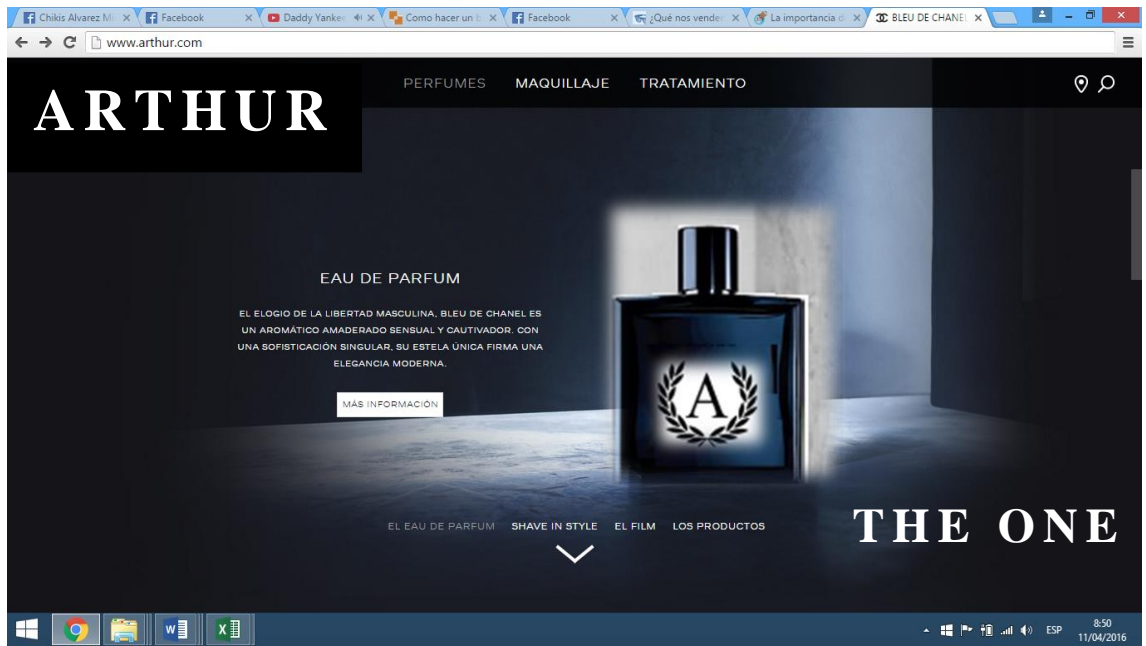 Chikis Alvarez Mi
Facebook
Daddy Yankee
Como hacer un b
Facebook
¿Qué nos venden
La importancia d
BLEU DE CHANEL
www.arthur.com
ARTHUR
PERFUMES MAQUILLAJE TRATAMIENTO
EAU DE PARFUM
EL ELOGIO DE LA LIBERTAD MASCULINA, BLEU DE CHANEL ES
UN AROMÁTICO AMADERADO SENSUAL Y CAUTIVADOR. CON
UNA SOFISTICACIÓN SINGULAR, SU ESTELA ÚNICA FIRMA UNA
ELEGANCIA MODERNA.
MÁS INFORMACIÓN
A
EL EAU DE PARFUM SHAVE IN STYLE EL FILM LOS PRODUCTOS
THE ONE
ESP
8:50
11/04/2016